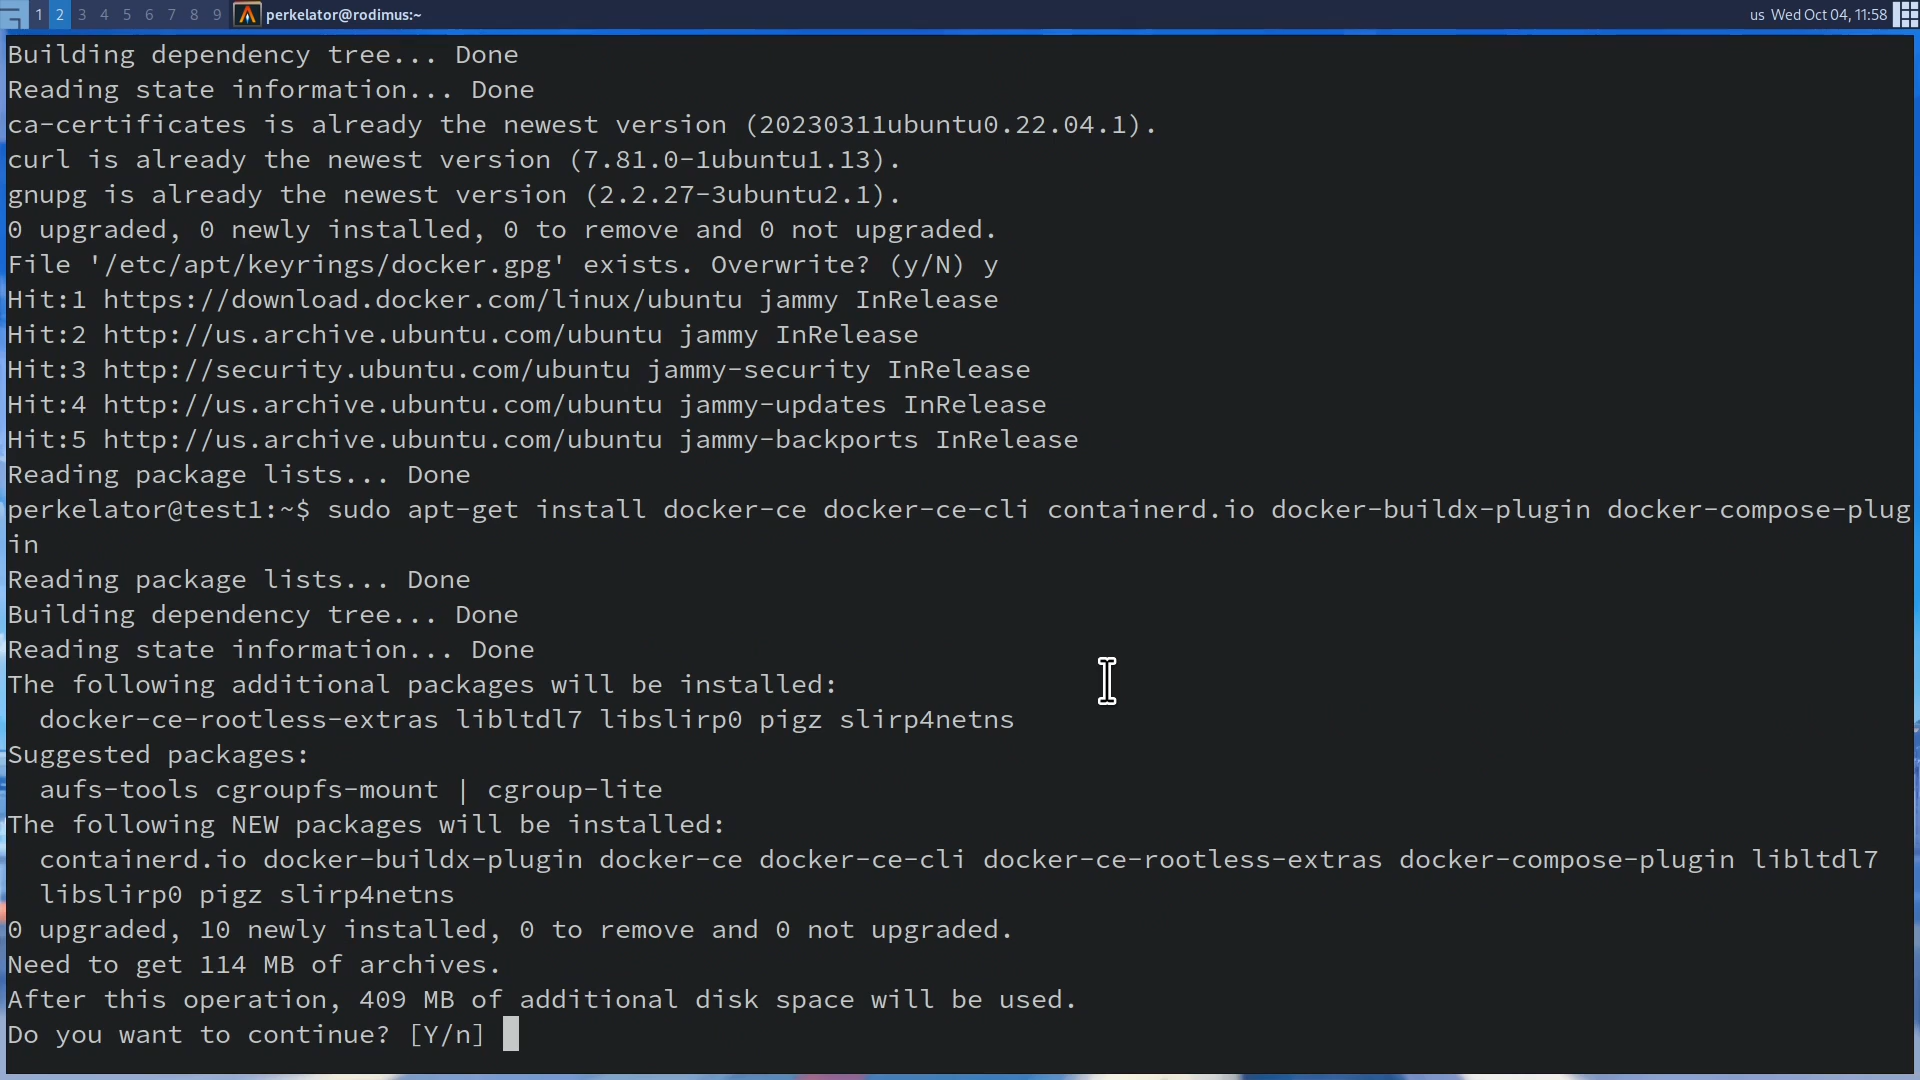 1 2 3 4 5 6 7 8 9 perkelator@rodimus:~ us Wed Oct 04, 11:58
Building dependency tree... Done
Reading state information... Done
ca-certificates is already the newest version (20230311ubuntu0.22.04.1).
curl is already the newest version (7.81.0-1ubuntu1.13).
gnupg is already the newest version (2.2.27-3ubuntu2.1).
0 upgraded, 0 newly installed, 0 to remove and 0 not upgraded.
File '/etc/apt/keyrings/docker.gpg' exists. Overwrite? (y/N) y
Hit:1 https://download.docker.com/linux/ubuntu jammy InRelease
Hit:2 http://us.archive.ubuntu.com/ubuntu jammy InRelease
Hit:3 http://security.ubuntu.com/ubuntu jammy-security InRelease
Hit:4 http://us.archive.ubuntu.com/ubuntu jammy-updates InRelease
Hit:5 http://us.archive.ubuntu.com/ubuntu jammy-backports InRelease
Reading package lists... Done
perkelator@test1:~$ sudo apt-get install docker-ce docker-ce-cli containerd.io docker-buildx-plugin docker-compose-plug
in
Reading package lists... Done
Building dependency tree... Done
Reading state information... Done
The following additional packages will be installed:
  docker-ce-rootless-extras libltdl7 libslirp0 pigz slirp4netns
Suggested packages:
  aufs-tools cgroupfs-mount | cgroup-lite
The following NEW packages will be installed:
  containerd.io docker-buildx-plugin docker-ce docker-ce-cli docker-ce-rootless-extras docker-compose-plugin libltdl7
  libslirp0 pigz slirp4netns
0 upgraded, 10 newly installed, 0 to remove and 0 not upgraded.
Need to get 114 MB of archives.
After this operation, 409 MB of additional disk space will be used.
Do you want to continue? [Y/n]